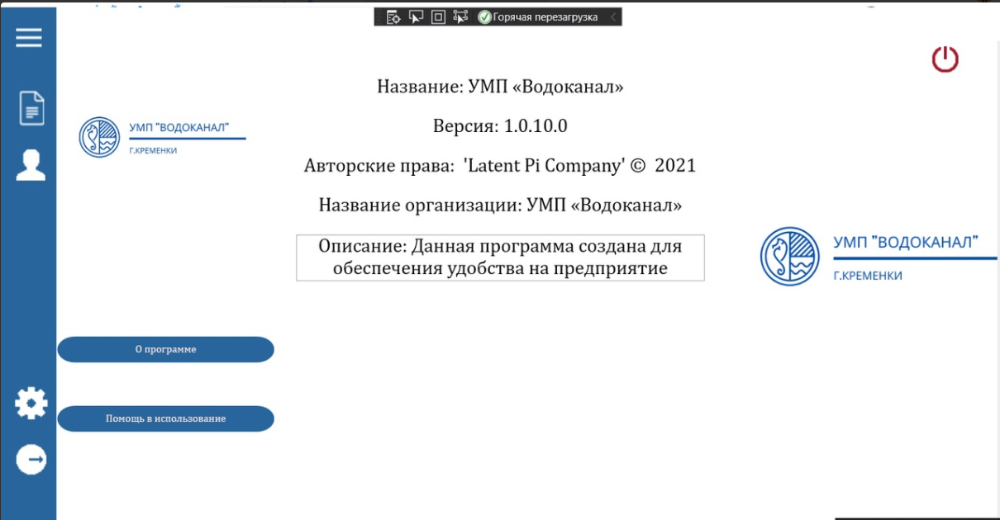 Горячая перезагрузка
Название: УМП «Водоканал»
Версия: 1.0.10.0
Авторские права: 'Latent Pi Company' © 2021
Название организации: УМП «Водоканал»
Описание: Данная программа создана для
обеспечения удобства на предприятие
УМП "ВОДОКАНАЛ"
Г.КРЕМЕНКИ
УМП "ВОДОКАНАЛ"
Г.КРЕМЕНКИ
О программе
Помощь в использование